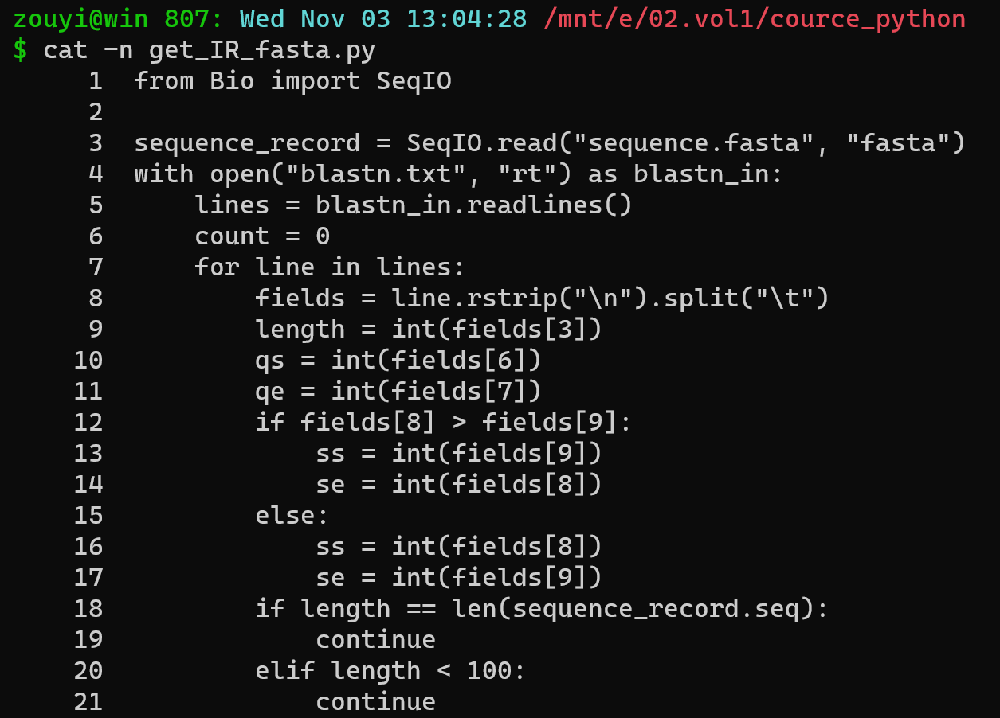 zouyi@win 807: Wed Nov 03 13:04:28 /mnt/e/02.vol1/cource_python
$ cat -n get_IR_fasta.py
     1  from Bio import SeqIO
     2
     3  sequence_record = SeqIO.read("sequence.fasta", "fasta")
     4  with open("blastn.txt", "rt") as blastn_in:
     5      lines = blastn_in.readlines()
     6      count = 0
     7      for line in lines:
     8          fields = line.rstrip("\n").split("\t")
     9          length = int(fields[3])
    10          qs = int(fields[6])
    11          qe = int(fields[7])
    12          if fields[8] > fields[9]:
    13              ss = int(fields[9])
    14              se = int(fields[8])
    15          else:
    16              ss = int(fields[8])
    17              se = int(fields[9])
    18          if length == len(sequence_record.seq):
    19              continue
    20          elif length < 100:
    21              continue